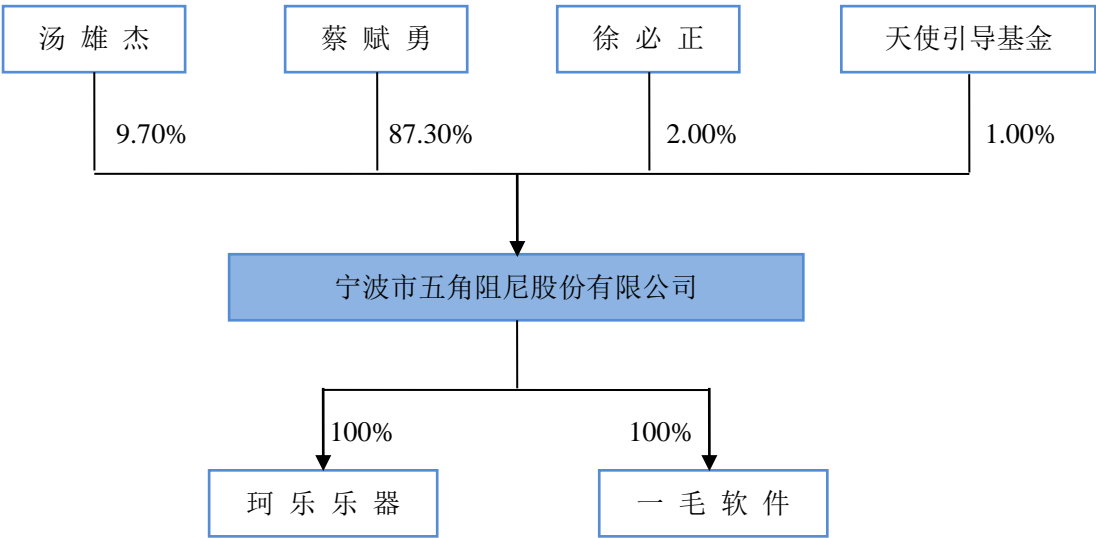 汤 雄 杰
蔡 赋 勇
徐 必 正
天使引导基金
9.70%
87.30%
2.00%
1.00%
宁波市五角阻尼股份有限公司
100%
100%
珂 乐 乐 器
一 毛 软 件